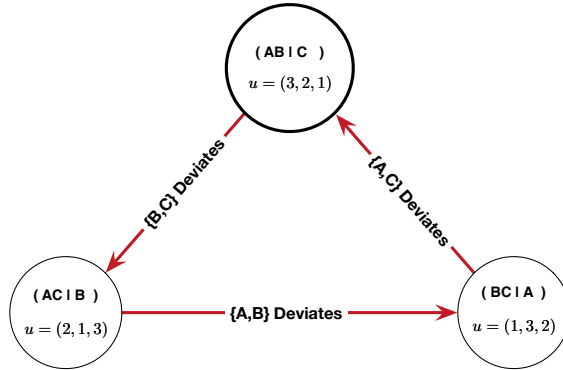 ( AB | C )
u = (3, 2, 1)
{B,C} Deviates
{A,C} Deviates
( AC | B )
u = (2, 1, 3)
{A,B} Deviates
( BC | A )
u = (1, 3, 2)